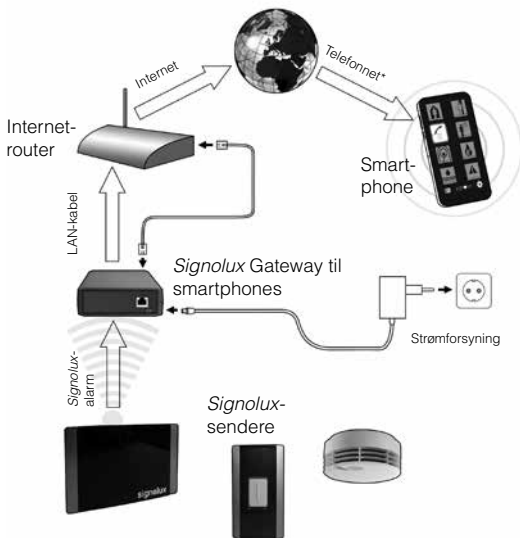 Internet
Telefonnet*
Internet-
router
Smart-
phone
LAN-kabel
Signolux Gateway til
smartphones
Strømforsyning
Signolux-
alarm
Signolux-
sendere
signolux